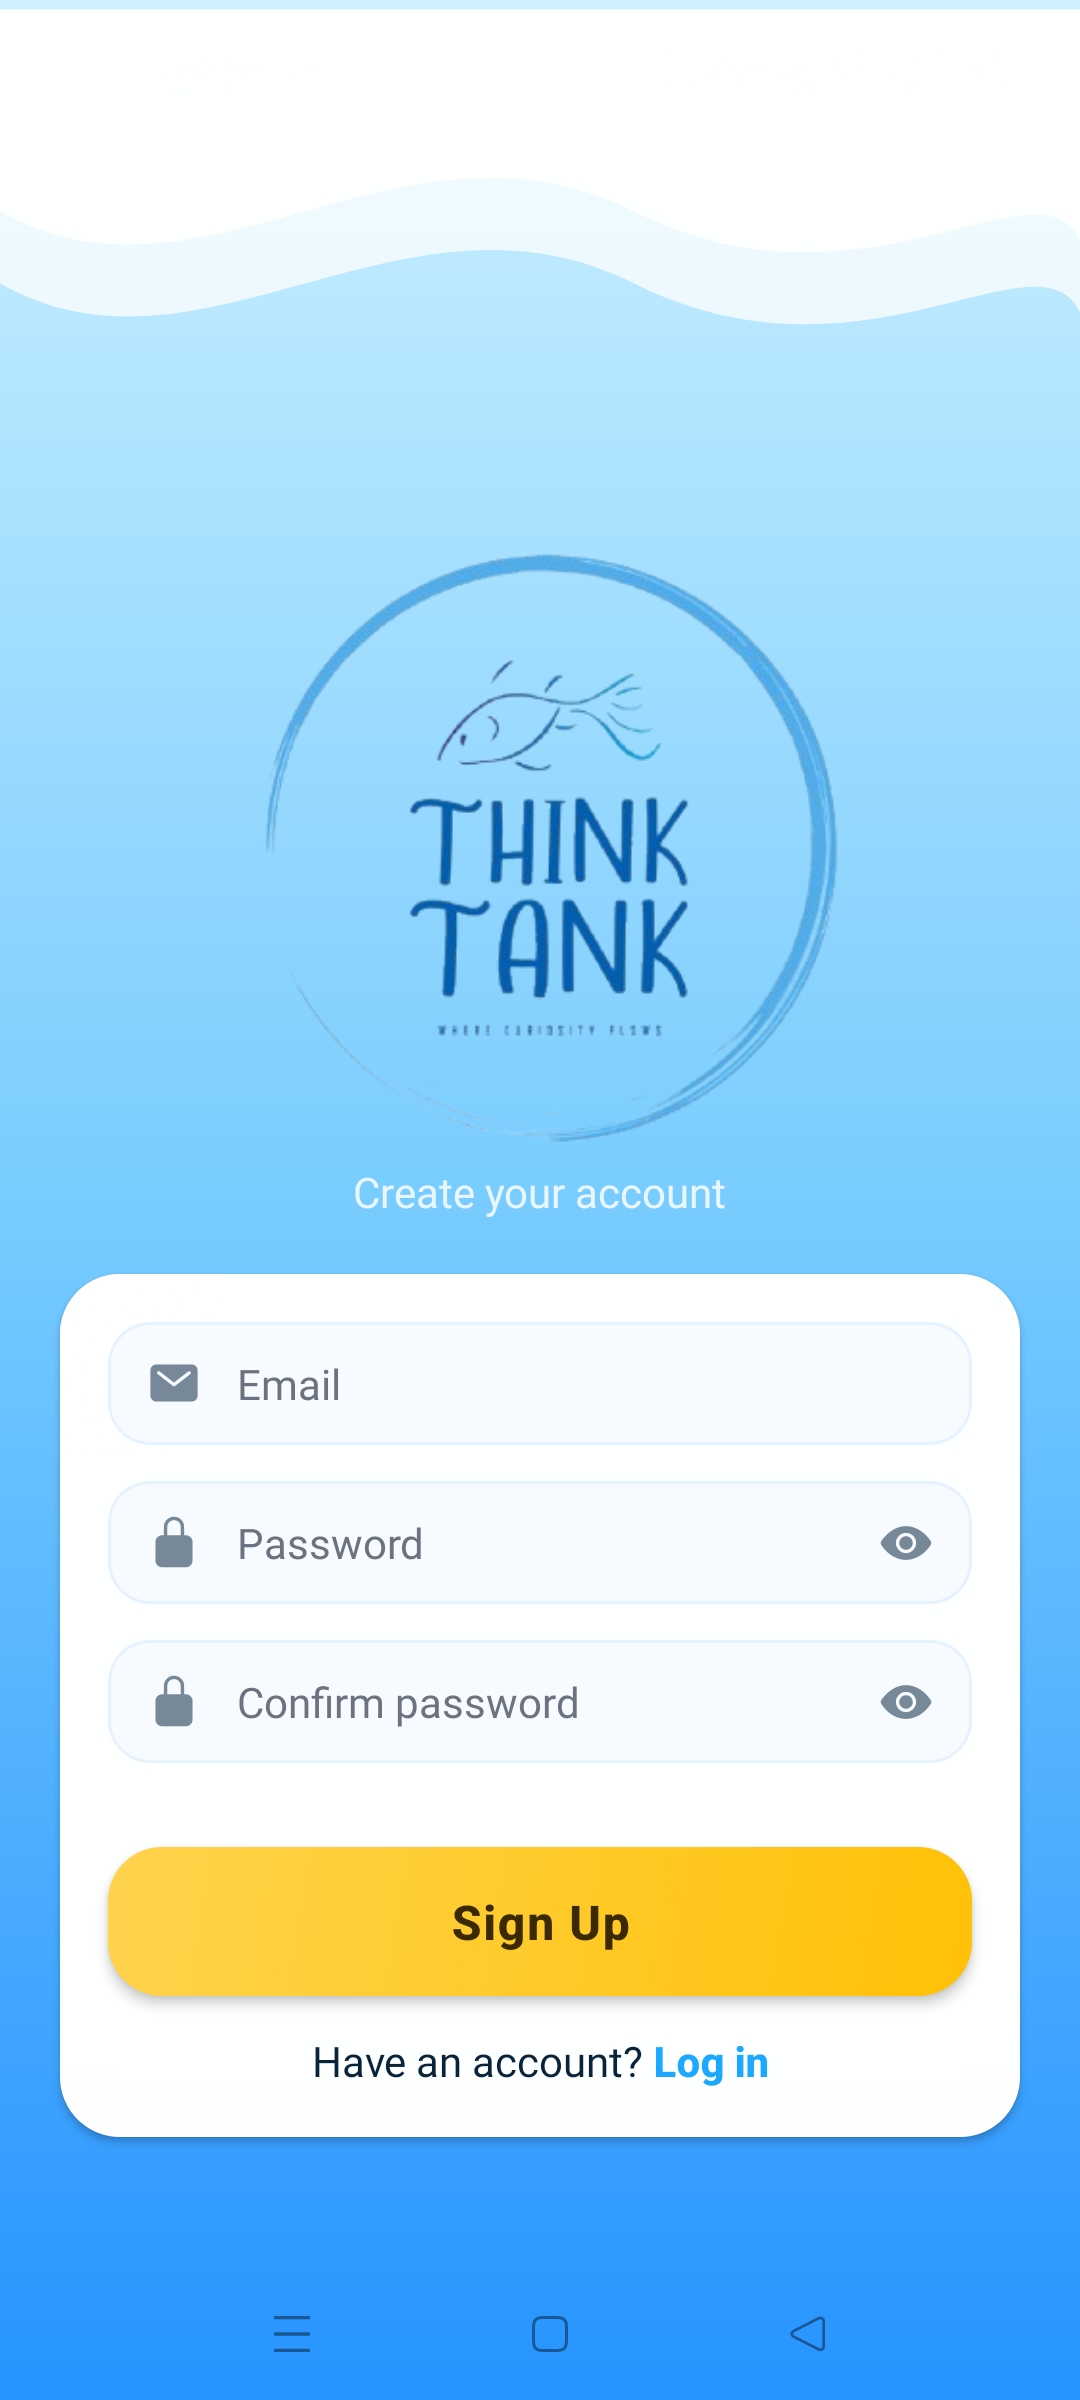 THINK
TANK
WHERE CURIOSITY FLOWS
Create your account
Email
Password
Confirm password
Sign Up
Have an account? Log in